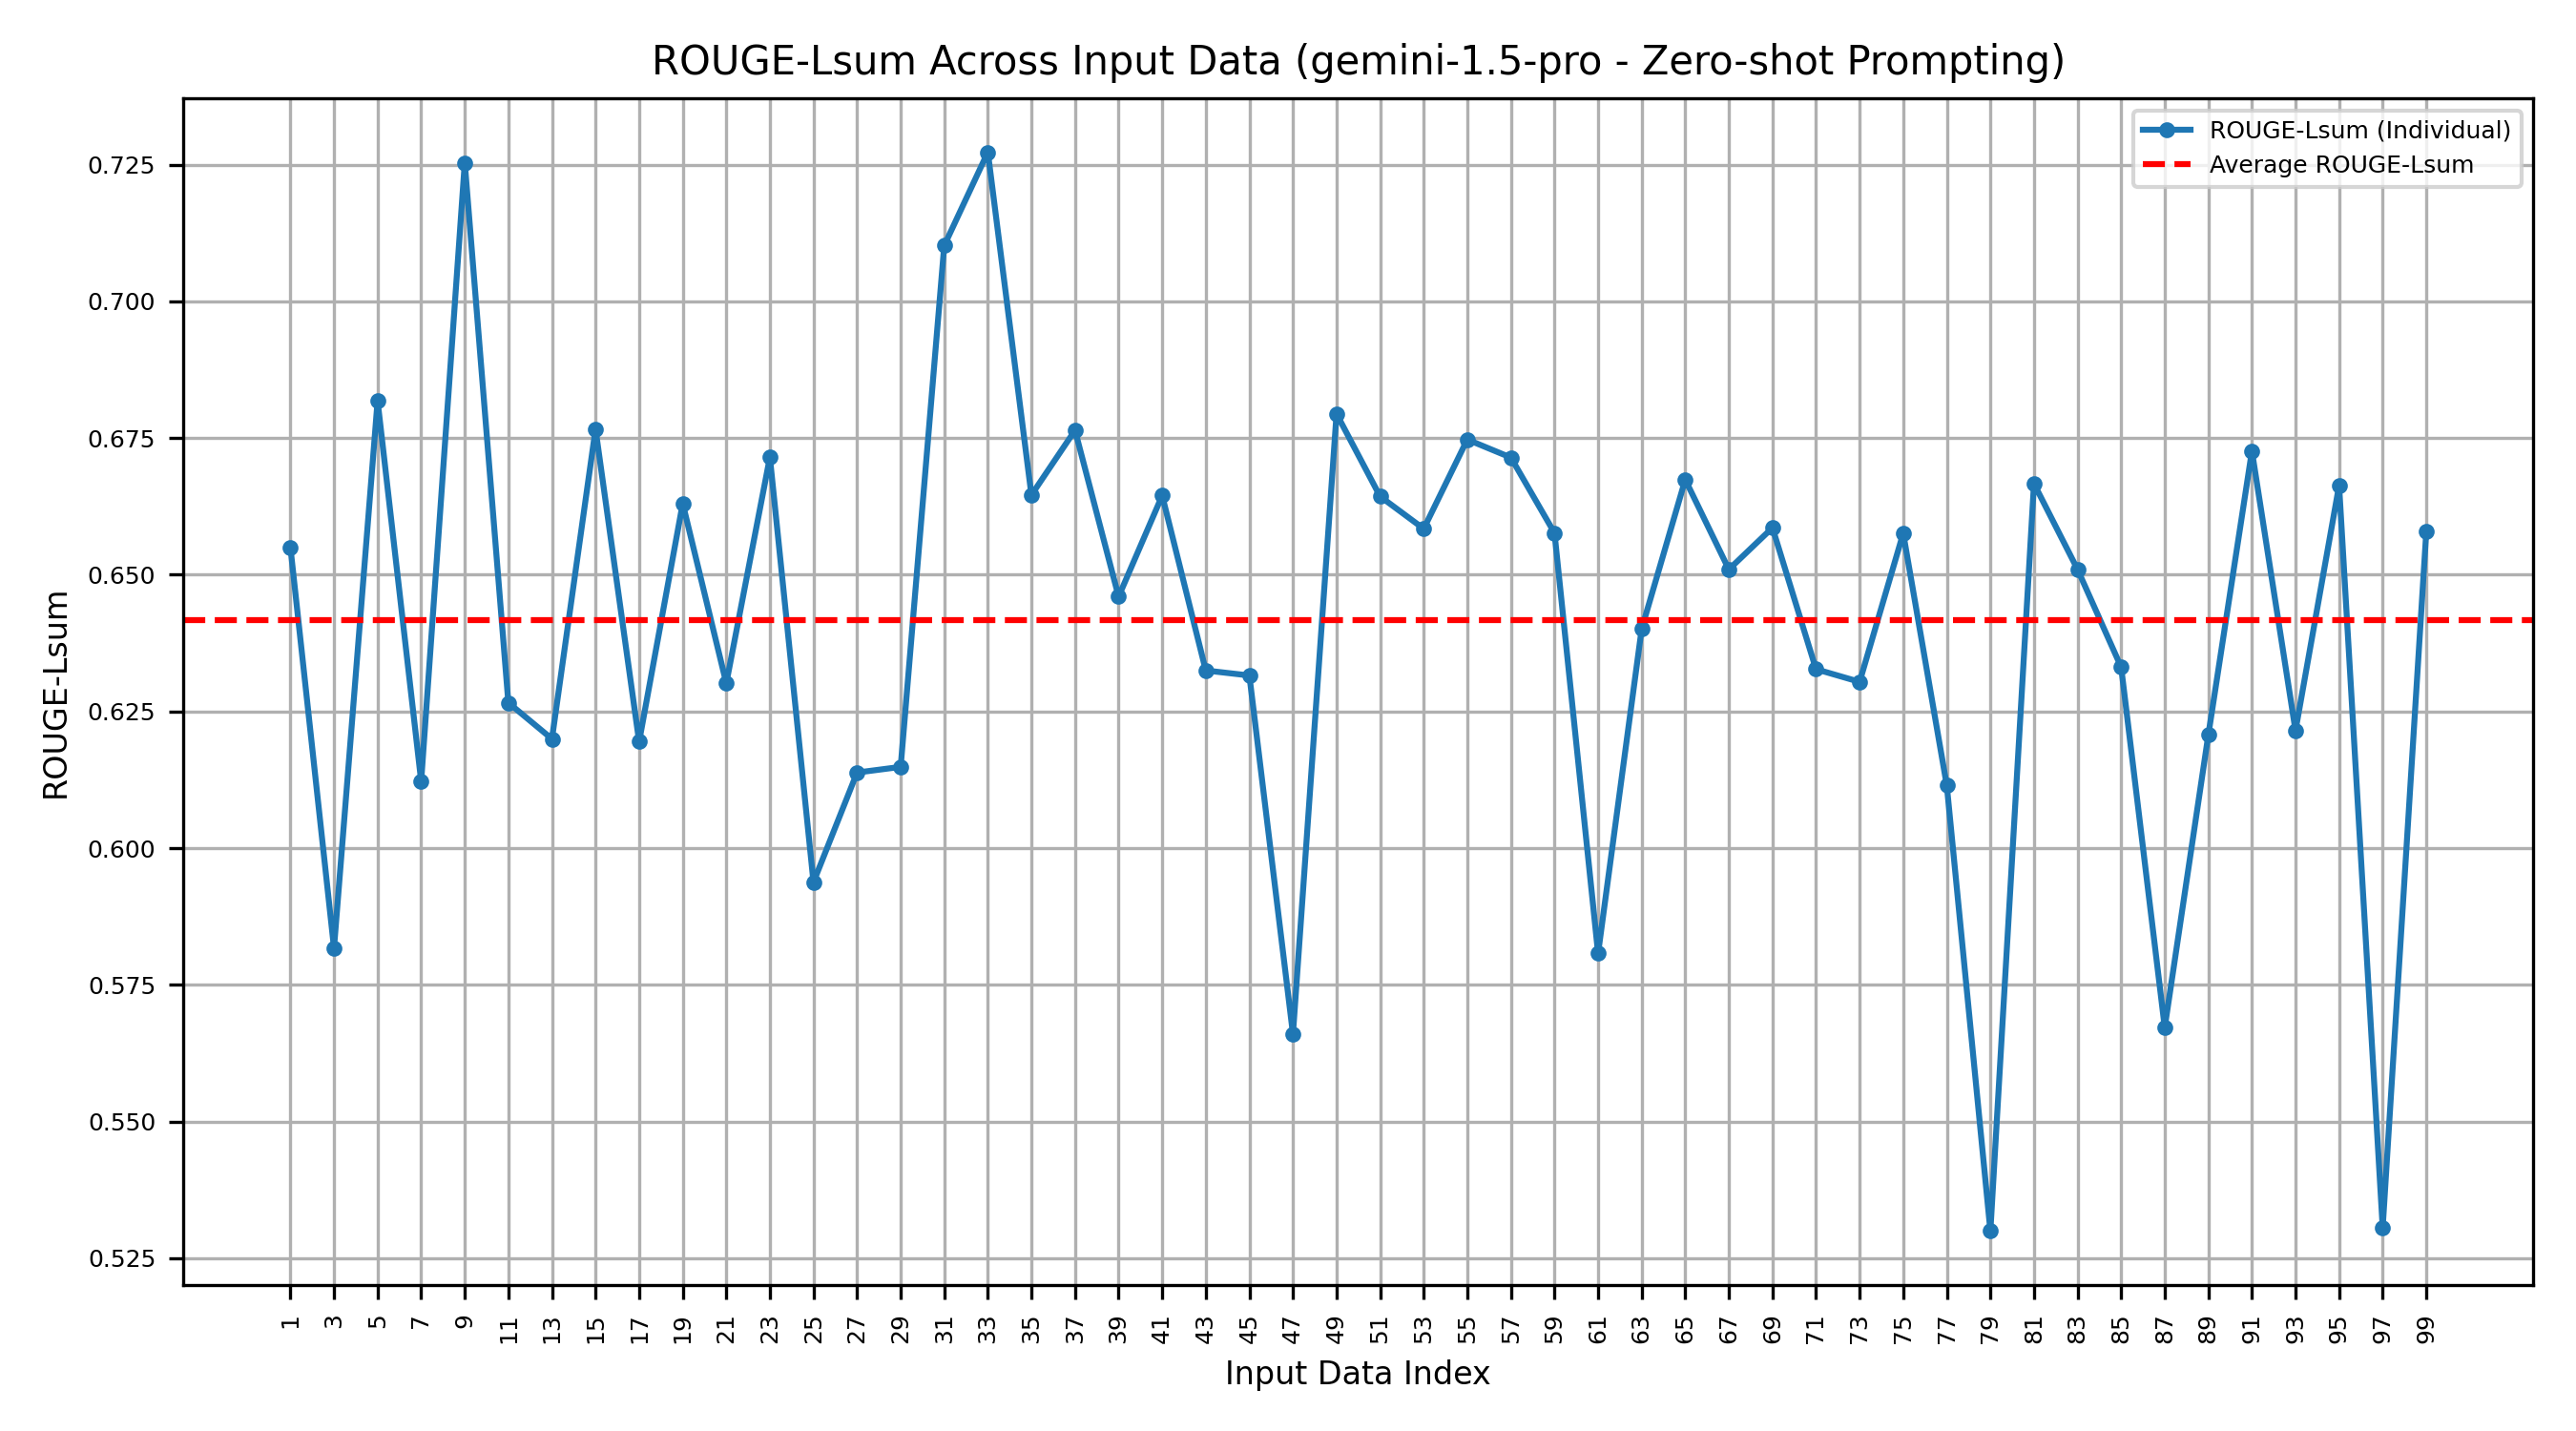 ROUGE-Lsum Across Input Data (gemini-1.5-pro - Zero-shot Prompting)
ROUGE-Lsum (Individual)
Average ROUGE-Lsum
0.725
0.700
0.675
0.650
0.625
0.600
0.575
0.550
0.525
ROUGE-Lsum
1 3 5 7 9 11 13 15 17 19 21 23 25 27 29 31 33 35 37 39 41 43 45 47 49 51 53 55 57 59 61 63 65 67 69 71 73 75 77 79 81 83 85 87 89 91 93 95 97 99
Input Data Index